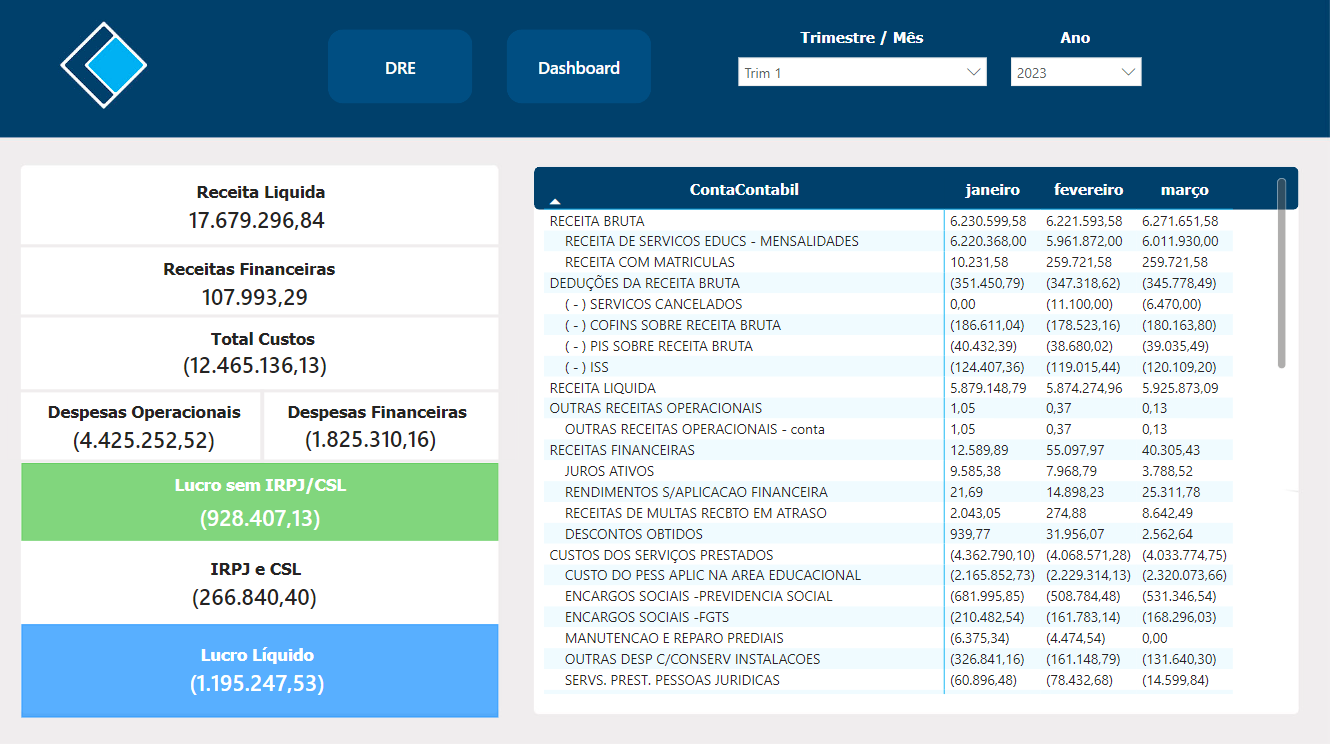 DRE
Dashboard
Trimestre / Mês
Ano
Trim 1
2023
Receita Liquida
17.679.296,84
Receitas Financeiras
107.993,29
Total Custos
(12.465.136,13)
Despesas Operacionais
(4.425.252,52)
Despesas Financeiras
(1.825.310,16)
Lucro sem IRPJ/CSL
(928.407,13)
IRPJ e CSL
(266.840,40)
Lucro Líquido
(1.195.247,53)
ContaContabil janeiro fevereiro março
RECEITA BRUTA 6.230.599,58 6.221.593,58 6.271.651,58
RECEITA DE SERVICOS EDUCS - MENSALIDADES 6.220.368,00 5.961.872,00 6.011.930,00
RECEITA COM MATRICULAS 10.231,58 259.721,58 259.721,58
DEDUÇÕES DA RECEITA BRUTA (351.450,79) (347.318,62) (345.778,49)
( - ) SERVICOS CANCELADOS 0,00 (11.100,00) (6.470,00)
( - ) COFINS SOBRE RECEITA BRUTA (186.611,04) (178.523,16) (180.163,80)
( - ) PIS SOBRE RECEITA BRUTA (40.432,39) (38.680,02) (39.035,49)
( - ) ISS (124.407,36) (119.015,44) (120.109,20)
RECEITA LIQUIDA 5.879.148,79 5.874.274,96 5.925.873,09
OUTRAS RECEITAS OPERACIONAIS 1,05 0,37 0,13
OUTRAS RECEITAS OPERACIONAIS - conta 1,05 0,37 0,13
RECEITAS FINANCEIRAS 12.589,89 55.097,97 40.305,43
JUROS ATIVOS 9.585,38 7.968,79 3.788,52
RENDIMENTOS S/APLICACAO FINANCEIRA 21,69 14.898,23 25.311,78
RECEITAS DE MULTAS RECBTO EM ATRASO 2.043,05 274,88 8.642,49
DESCONTOS OBTIDOS 939,77 31.956,07 2.562,64
CUSTOS DOS SERVIÇOS PRESTADOS (4.362.790,10) (4.068.571,28) (4.033.774,75)
CUSTO DO PESS APLIC NA AREA EDUCACIONAL (2.165.852,73) (2.229.314,13) (2.320.073,66)
ENCARGOS SOCIAIS -PREVIDENCIA SOCIAL (681.995,85) (508.784,48) (531.346,54)
ENCARGOS SOCIAIS -FGTS (210.482,54) (161.783,14) (168.296,03)
MANUTENCAO E REPARO PREDIAIS (6.375,34) (4.474,54) 0,00
OUTRAS DESP C/CONSERV INSTALACOES (326.841,16) (161.148,79) (131.640,30)
SERVS. PREST. PESSOAS JURIDICAS (60.896,48) (78.432,68) (14.599,84)